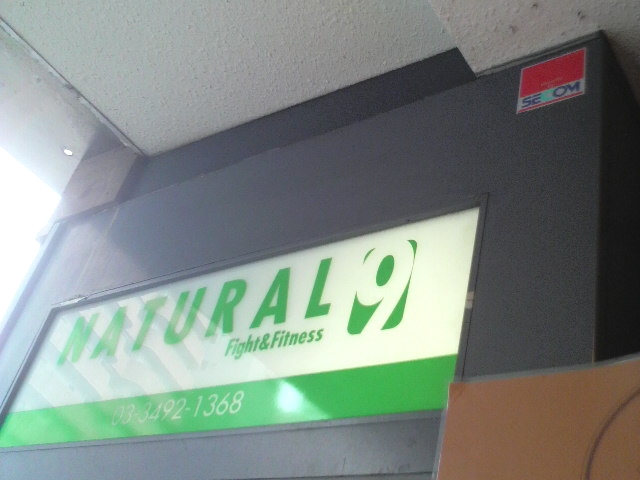 SECOM
NATURAL 9
Fight&Fitness
03-3492-1368